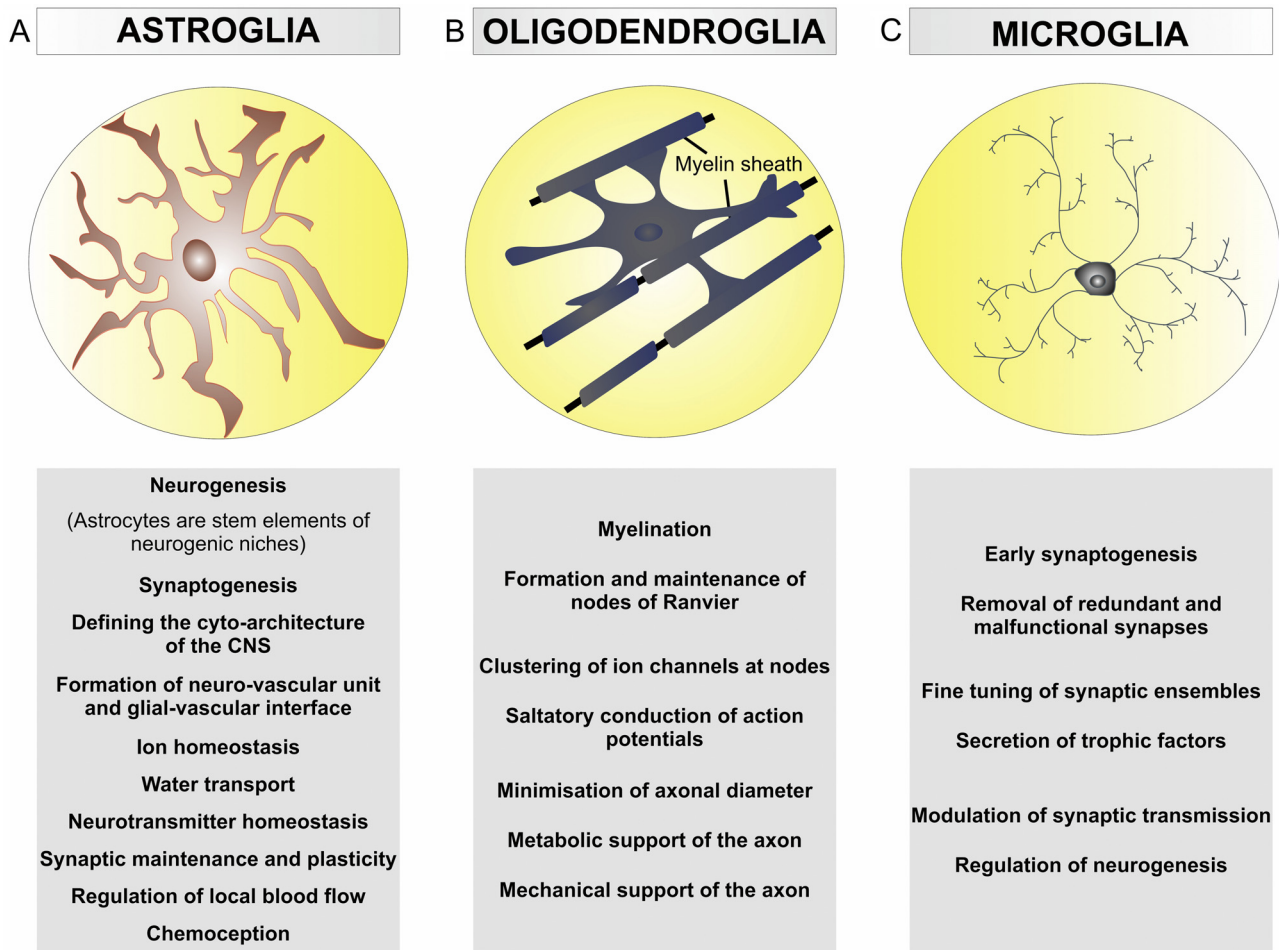 A
ASTROGLIA
Neurogenesis
(Astrocytes are stem elements of
neurogenic niches)
Synaptogenesis
Defining the cyto-architecture
of the CNS
Formation of neuro-vascular unit
and glial-vascular interface
Ion homeostasis
Water transport
Neurotransmitter homeostasis
Synaptic maintenance and plasticity
Regulation of local blood flow
Chemoception
B
OLIGODENDROGLIA
Myelin sheath
Myelination
Formation and maintenance of
nodes of Ranvier
Clustering of ion channels at nodes
Saltatory conduction of action
potentials
Minimisation of axonal diameter
Metabolic support of the axon
Mechanical support of the axon
C
MICROGLIA
Early synaptogenesis
Removal of redundant and
malfunctional synapses
Fine tuning of synaptic ensembles
Secretion of trophic factors
Modulation of synaptic transmission
Regulation of neurogenesis